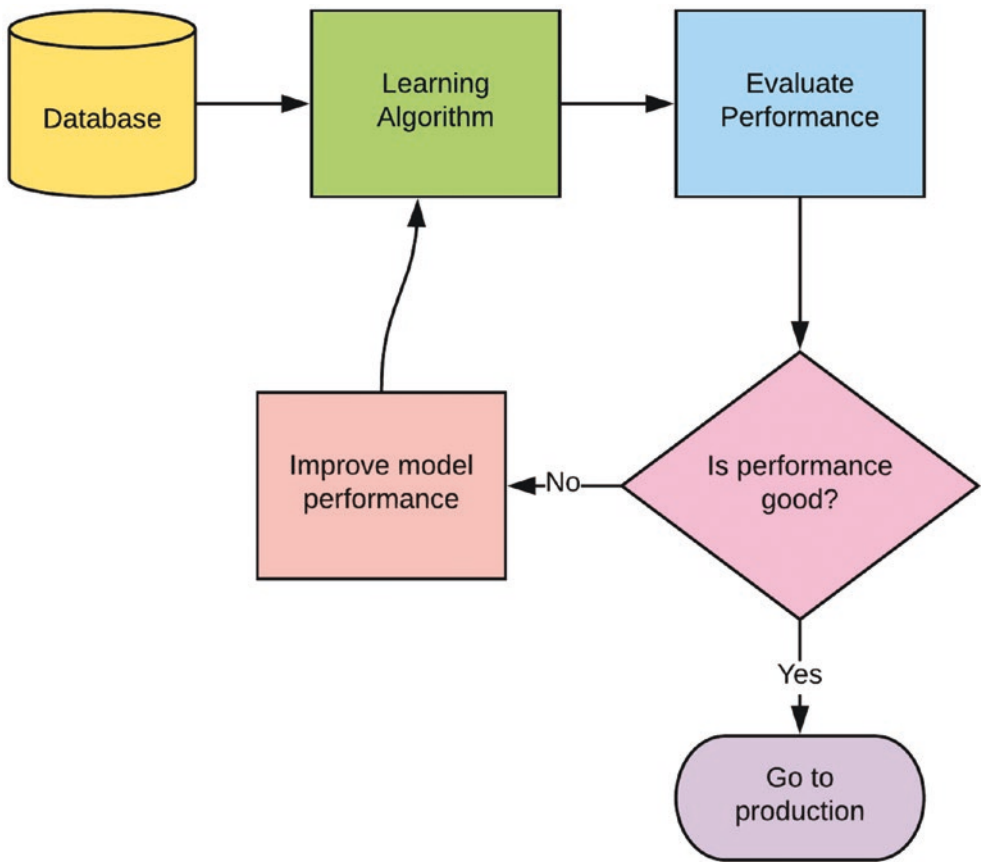 Database
Learning
Algorithm
Evaluate
Performance
Is performance
good?
No
Improve model
performance
Yes
Go to
production